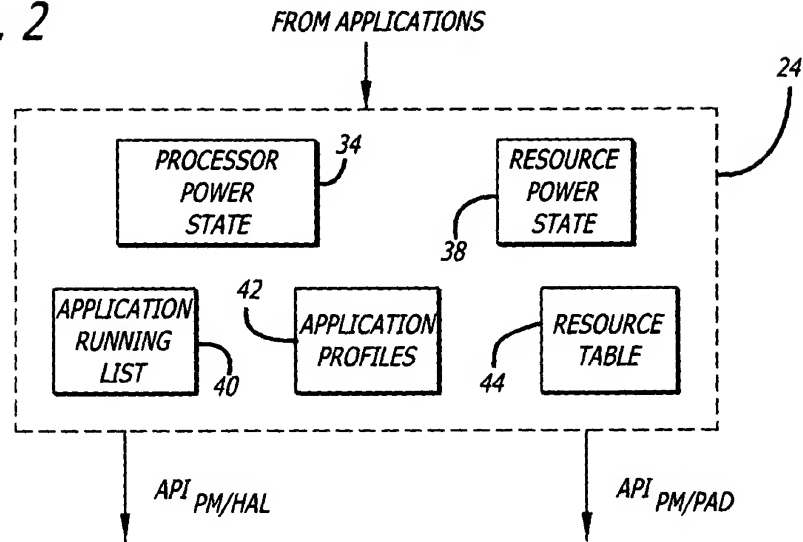 . 2
FROM APPLICATIONS
24
PROCESSOR
POWER
STATE
34
RESOURCE
POWER
STATE
38
APPLICATION
RUNNING
LIST
40
42
APPLICATION
PROFILES
44
RESOURCE
TABLE
API PM/HAL
API PM/PAD